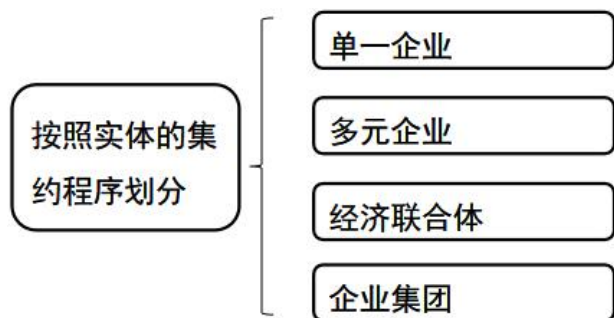 按照实体的集
约程序划分
单一企业
多元企业
经济联合体
企业集团